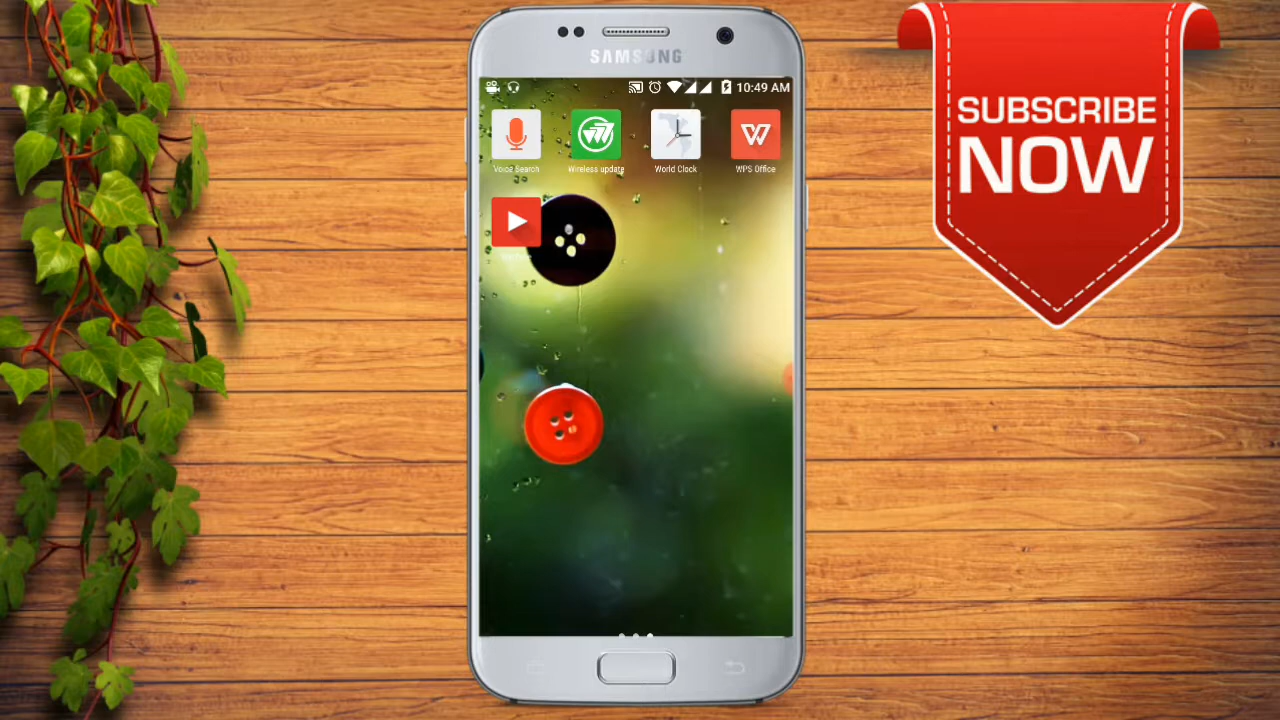 SAMSUNG
10:49 AM
Voice Search
Wireless update
World Clock
WPS Office
SUBSCRIBE
NOW